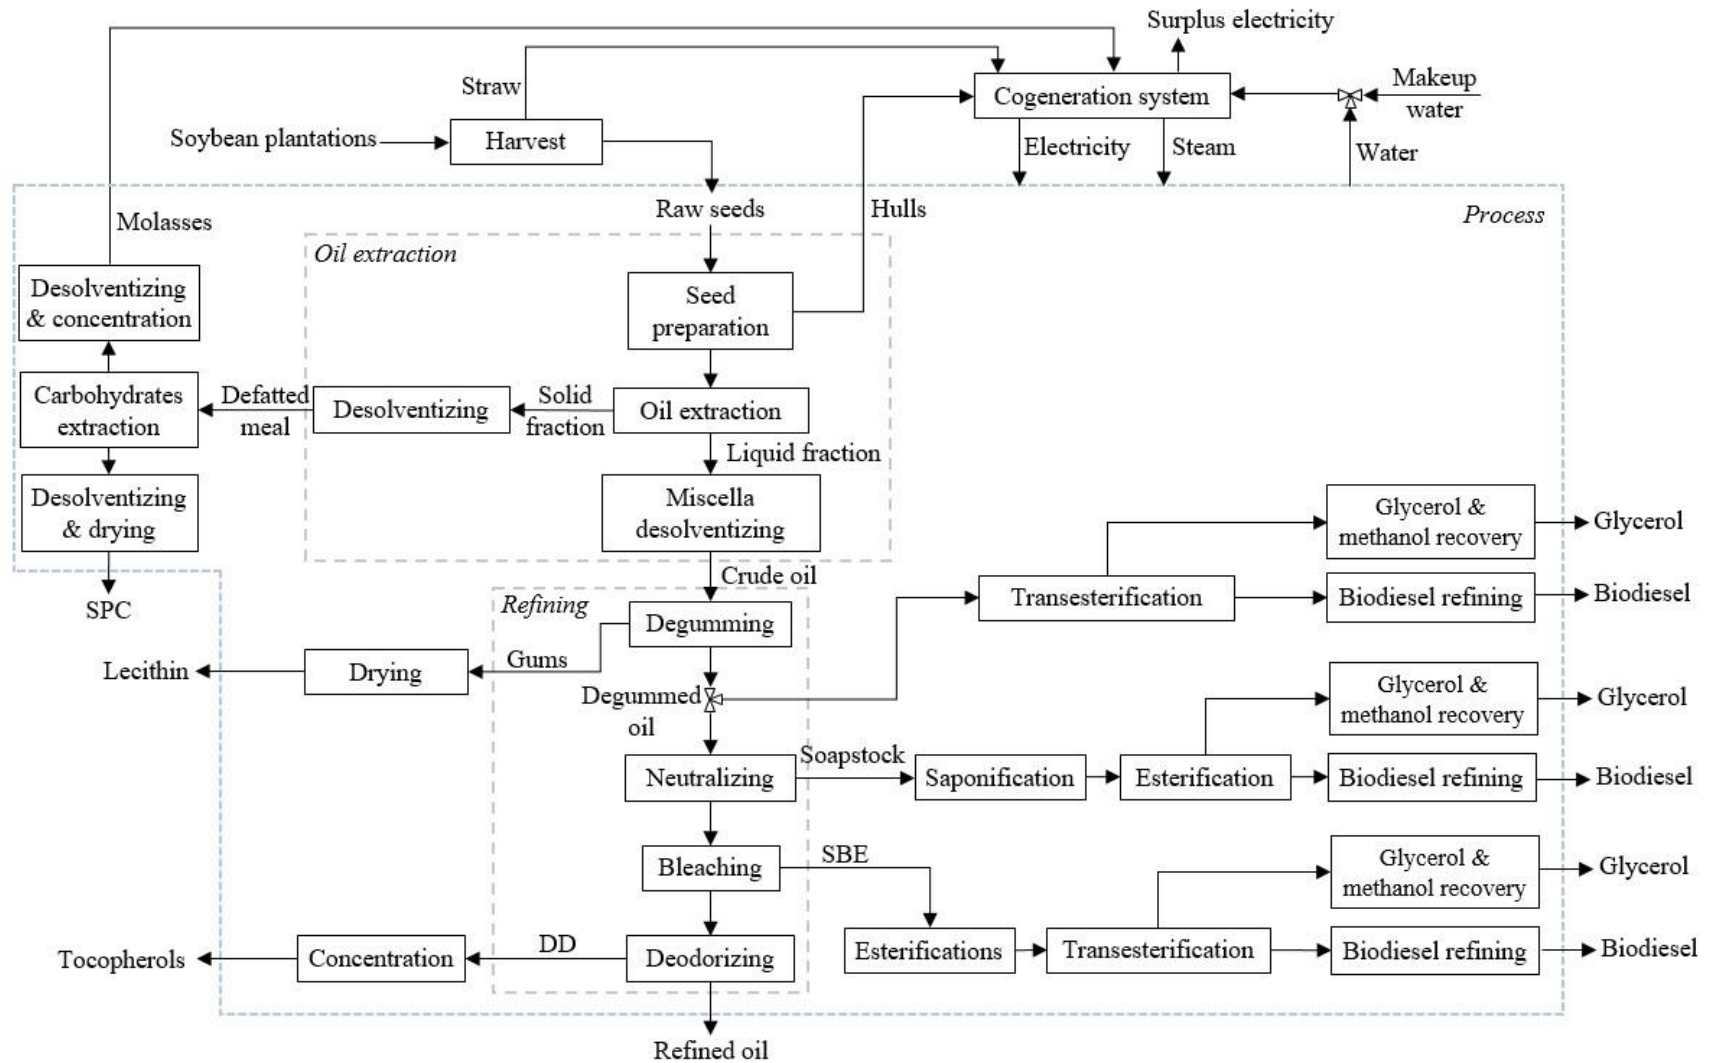 Surplus electricity
Straw
Cogeneration system
Makeup
water
Soybean plantations
Harvest
Electricity
Steam
Water
Molasses
Raw seeds
Hulls
Process
Oil extraction
Desolventizing
& concentration
Seed
preparation
Carbohydrates
extraction
Defatted
meal
Desolventizing
Solid
fraction
Oil extraction
Liquid fraction
Desolventizing
& drying
Miscella
desolventizing
Glycerol &
methanol recovery
Glycerol
SPC
Crude oil
Refining
Degumming
Transesterification
Biodiesel refining
Biodiesel
Lecithin
Drying
Gums
Degummed
oil
Glycerol &
methanol recovery
Glycerol
Neutralizing
Soapstock
Saponification
Esterification
Biodiesel refining
Biodiesel
Bleaching
SBE
Glycerol &
methanol recovery
Glycerol
Tocopherols
Concentration
DD
Deodorizing
Esterifications
Transesterification
Biodiesel refining
Biodiesel
Refined oil